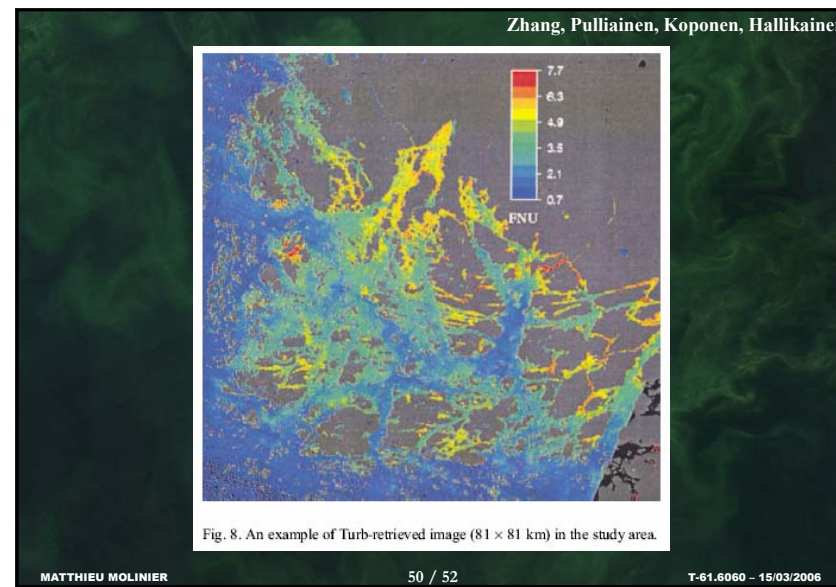 Zhang, Pulliainen, Koponen, Hallikaine
7.7
6.3
4.9
3.5
2.1
0.7
FNU
Fig. 8. An example of Turb-retrieved image (81 × 81 km) in the study area.
MATTHIEU MOLINIER 50 / 52 T-61.6060 – 15/03/2006